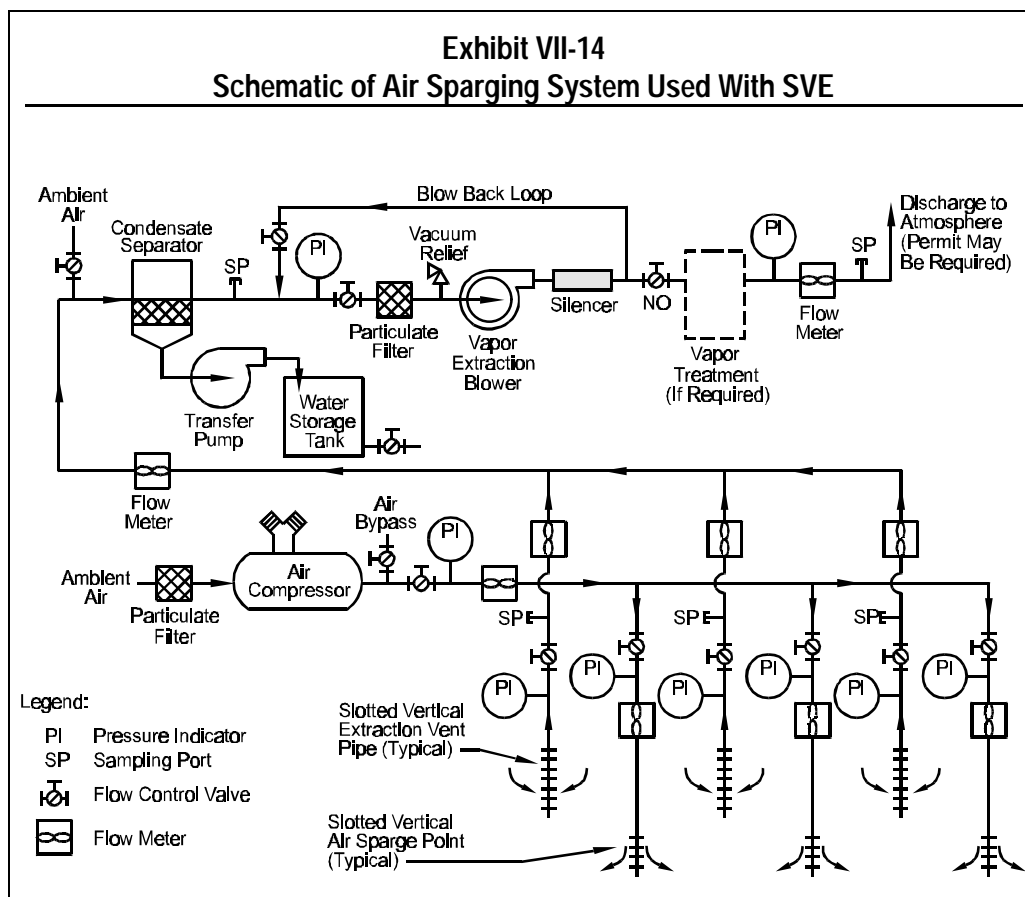 Exhibit VII-14
Schematic of Air Sparging System Used With SVE
Ambient
Air
Condensate
Separator
SP
Blow Back Loop
PI
Vacuum
Relief
Particulate
Filter
Vapor
Extraction
Blower
Silencer
NO
Vapor
Treatment
(If Required)
PI
SP
Flow
Meter
Discharge to
Atmosphere
(Permit May
Be Required)
Transfer
Pump
Water
Storage
Tank
Flow
Meter
Ambient
Air
Particulate
Filter
Air
Compressor
Air
Bypass
PI
SP
SP
SP
PI
PI
PI
PI
PI
PI
Slotted Vertical
Extraction Vent
Pipe (Typical)
Slotted Vertical
Air Sparge Point
(Typical)
Legend:
PI Pressure Indicator
SP Sampling Port
Flow Control Valve
Flow Meter